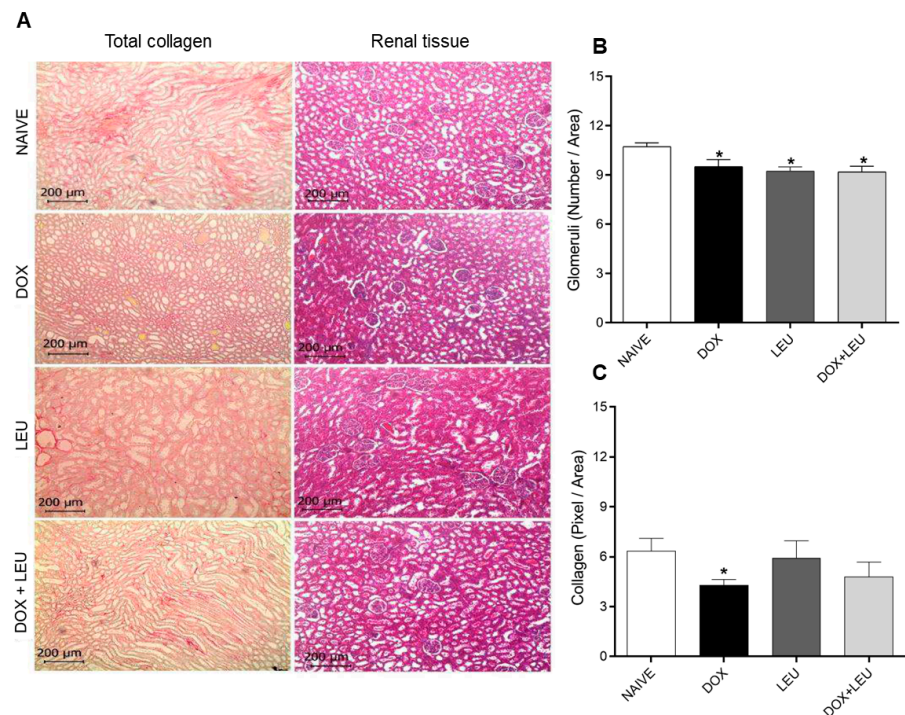 A
Total collagen
Renal tissue
NAIVE
200 µm
200 µm
DOX
200 µm
200 µm
LEU
200 µm
200 µm
DOX + LEU
200 µm
200 µm
B
Glomeruli (Number / Area)
15
12
9
6
3
0
*
*
*
NAIVE
DOX
LEU
DOX+LEU
C
Collagen (Pixel / Area)
15
12
9
6
3
0
*
NAIVE
DOX
LEU
DOX+LEU